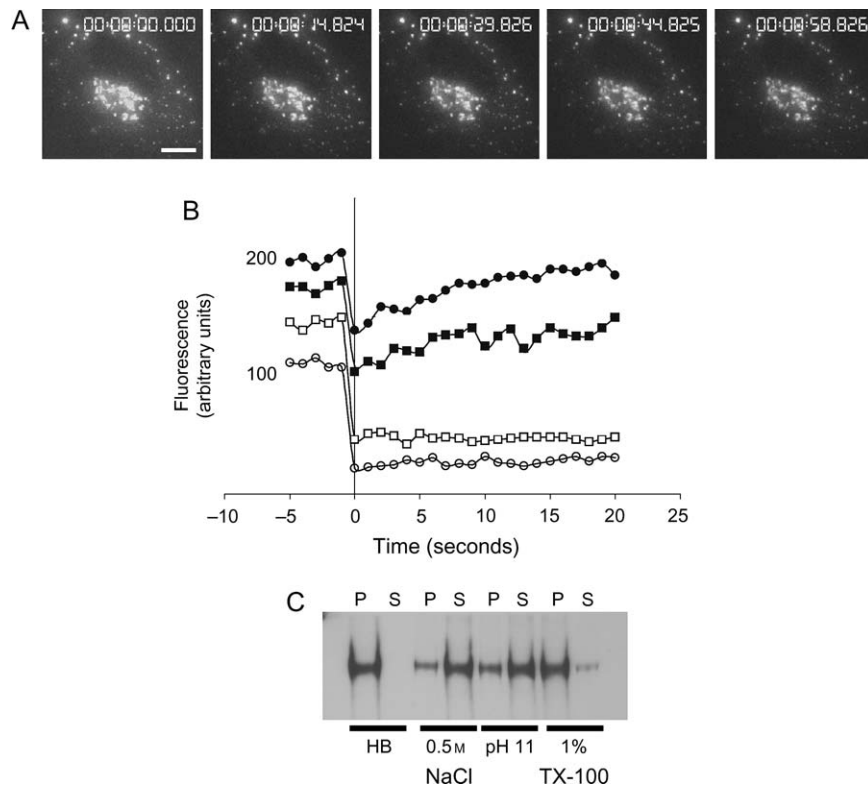 A
00:00:00.000 00:00:14.824 00:00:29.826 00:00:44.825 00:00:58.826
B
Fluorescence
(arbitrary units)
200
100
–10 –5 0 5 10 15 20 25
Time (seconds)
C
P S P S P S P S
HB 0.5 M pH 11 1%
NaCl TX-100